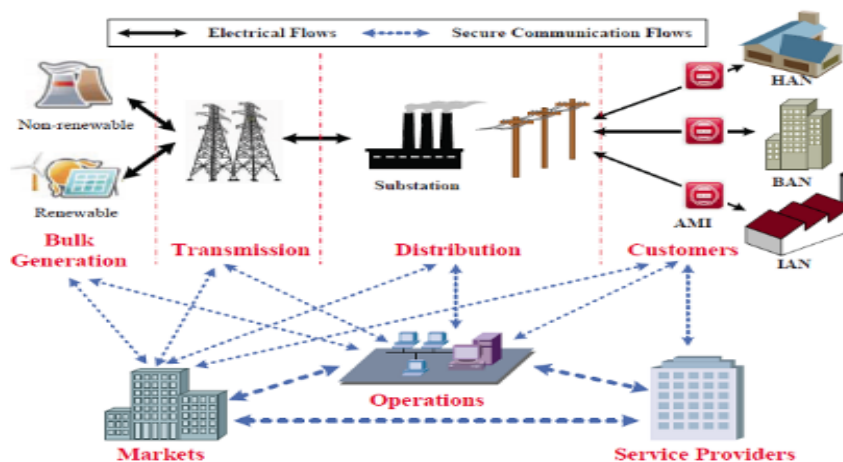 Electrical Flows
Secure Communication Flows
Non-renewable
Renewable
Substation
HAN
BAN
AMI
IAN
Bulk
Generation
Transmission
Distribution
Customers
Operations
Markets
Service Providers